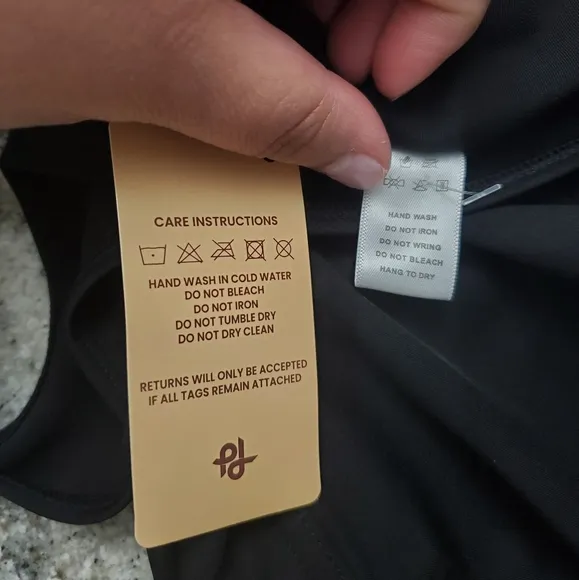 CARE INSTRUCTIONS
HAND WASH IN COLD WATER
DO NOT BLEACH
DO NOT IRON
DO NOT TUMBLE DRY
DO NOT DRY CLEAN
RETURNS WILL ONLY BE ACCEPTED
IF ALL TAGS REMAIN ATTACHED
HAND WASH
DO NOT IRON
DO NOT WRING
DO NOT BLEACH
HANG TO DRY